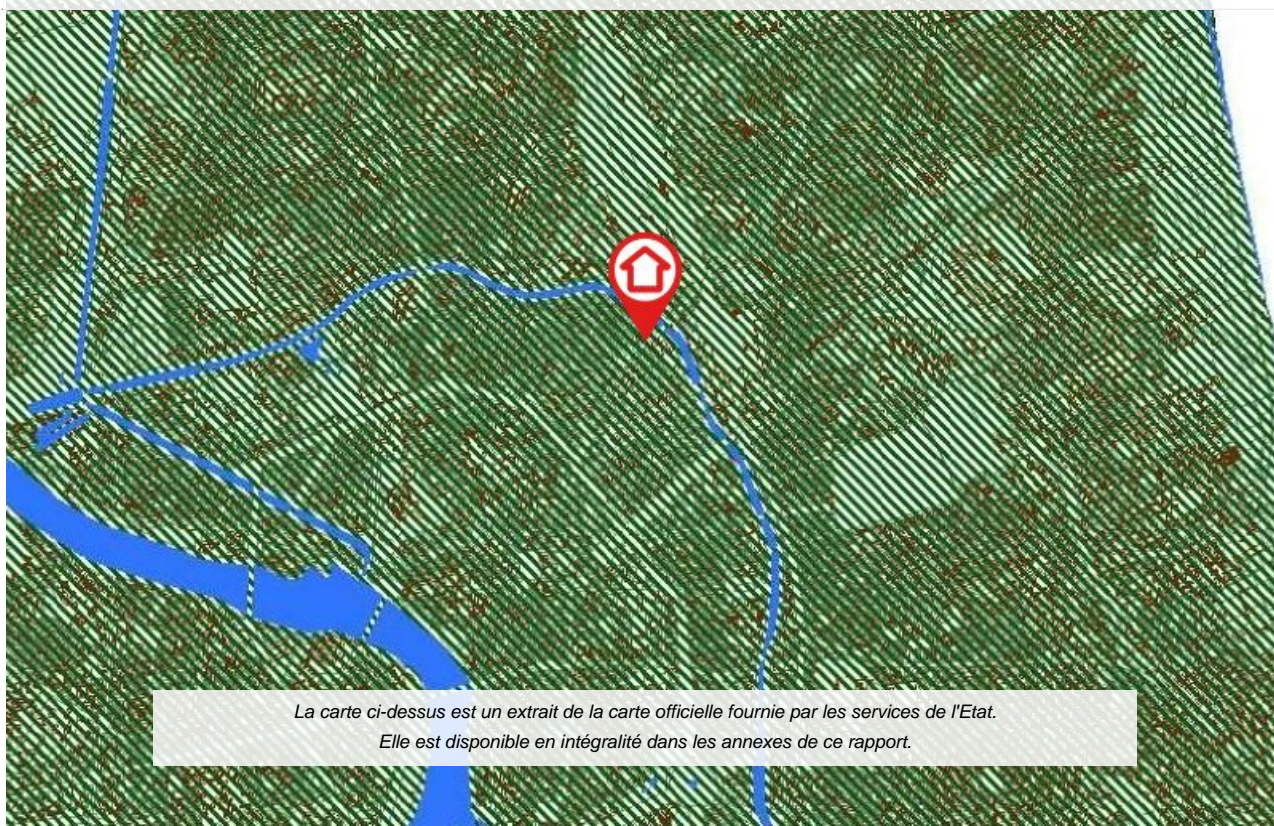 La carte ci-dessus est un extrait de la carte officielle fournie par les services de l'Etat.
Elle est disponible en intégralité dans les annexes de ce rapport.